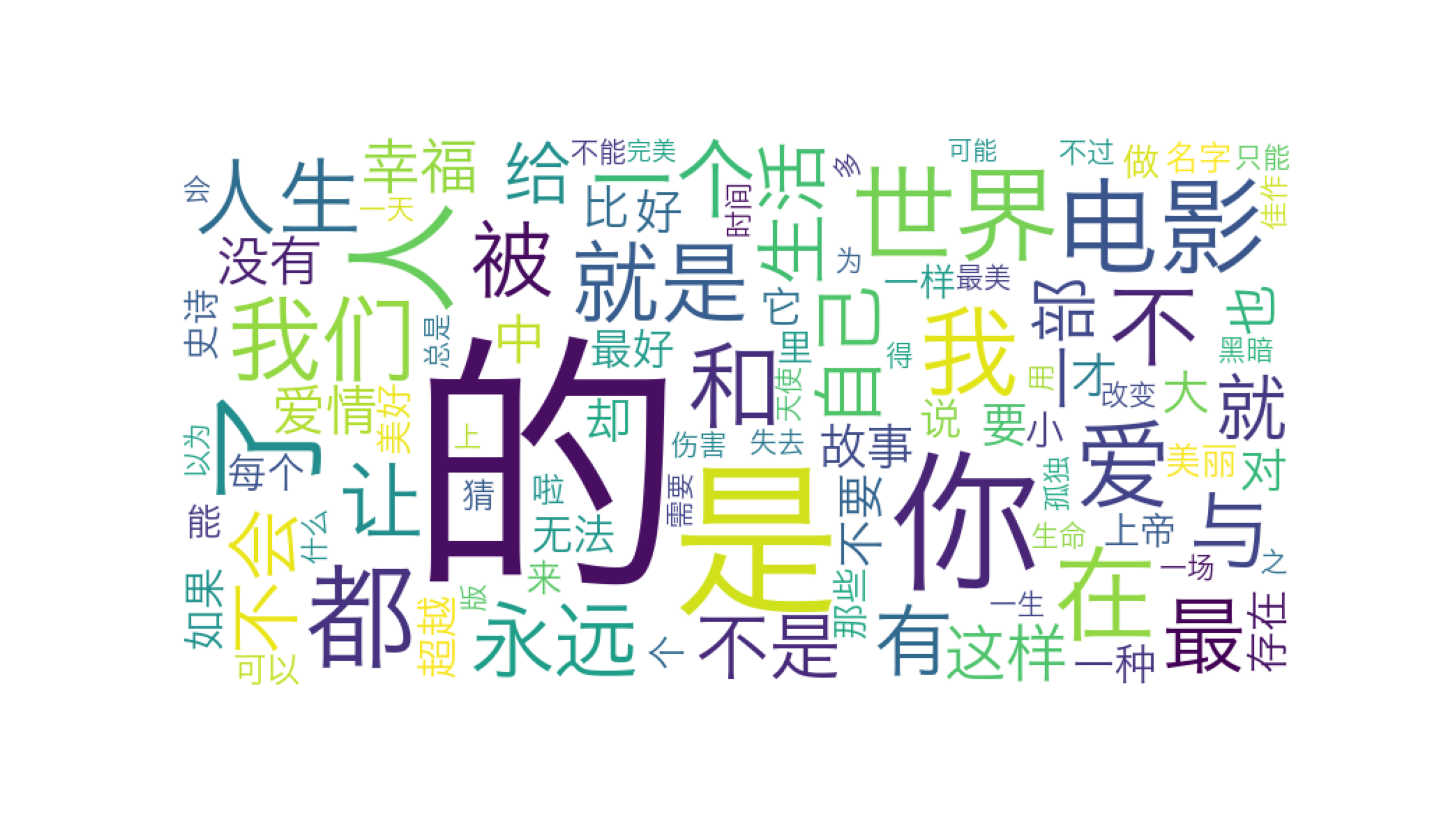 不能
完美
可能
不过
做
名字
只能
幸福
给
一个
生活
多
世界
电影
佳作
会
人生
一天
人
比
好
时间
没有
被
就是
为
一样
最美
部
不
也
史诗
我们
总是
中
最好
它
里
自己
得
我
黑暗
的
和
天使
用
一
才
改变
大
就
爱情
美好
了
却
说
要
小
爱
以为
每个
上
伤害
失去
故事
美丽
对
孤独
让
猜
啦
需要
是
不要
你
能
不会
什么
无法
生命
上帝
与
如果
都
来
那些
在
一场
之
可以
超越
版
永远
个
不是
有
一生
这样
一种
最
存在